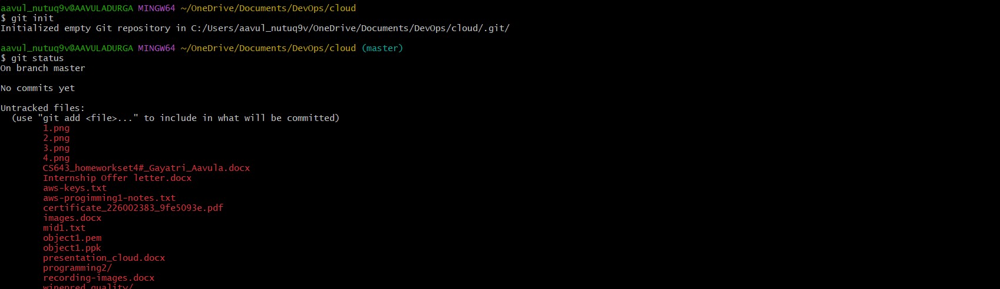 aavul_nutuq9v@AAVULADURGA MINGW64 ~/OneDrive/Documents/DevOps/cloud
$ git init
Initialized empty Git repository in C:/Users/aavul_nutuq9v/OneDrive/Documents/DevOps/cloud/.git/
aavul_nutuq9v@AAVULADURGA MINGW64 ~/OneDrive/Documents/DevOps/cloud (master)
$ git status
On branch master
No commits yet
Untracked files:
(use "git add <file>..." to include in what will be committed)
1.png
2.png
3.png
4.png
CS643_homeworkset4#_Gayatri_Aavula.docx
Internship Offer letter.docx
aws-keys.txt
aws-progimming1-notes.txt
certificate_226002383_9fe5093e.pdf
images.docx
mid1.txt
object1.pem
object1.ppk
presentation_cloud.docx
programming2/
recording-images.docx
winenred quality/